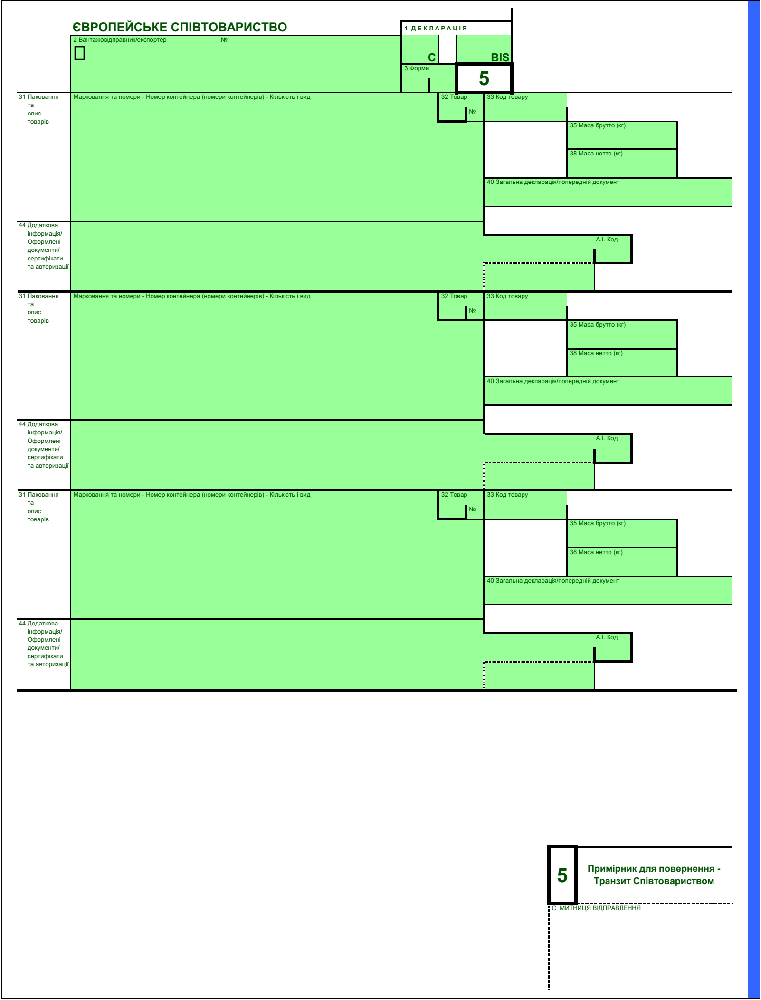 ЄВРОПЕЙСЬКЕ СПІВТОВАРИСТВО
1 ДЕКЛАРАЦІЯ
2 Вантажовідправник/експортер №
С BIS
3 Форми
5
31 Паковання
та
опис
товарів
Марковання та номери - Номер контейнера (номери контейнерів) - Кількість і вид
32 Товар
№
33 Код товару
35 Маса брутто (кг)
38 Маса нетто (кг)
40 Загальна декларація/попередній документ
44 Додаткова
інформація/
Оформлені
документи/
сертифікати
та авторизації
А.І. Код
31 Паковання
та
опис
товарів
Марковання та номери - Номер контейнера (номери контейнерів) - Кількість і вид
32 Товар
№
33 Код товару
35 Маса брутто (кг)
38 Маса нетто (кг)
40 Загальна декларація/попередній документ
44 Додаткова
інформація/
Оформлені
документи/
сертифікати
та авторизації
А.І. Код
31 Паковання
та
опис
товарів
Марковання та номери - Номер контейнера (номери контейнерів) - Кількість і вид
32 Товар
№
33 Код товару
35 Маса брутто (кг)
38 Маса нетто (кг)
40 Загальна декларація/попередній документ
44 Додаткова
інформація/
Оформлені
документи/
сертифікати
та авторизації
А.І. Код
5
Примірник для повернення -
Транзит Співтовариством
С МИТНИЦЯ ВІДПРАВЛЕННЯ